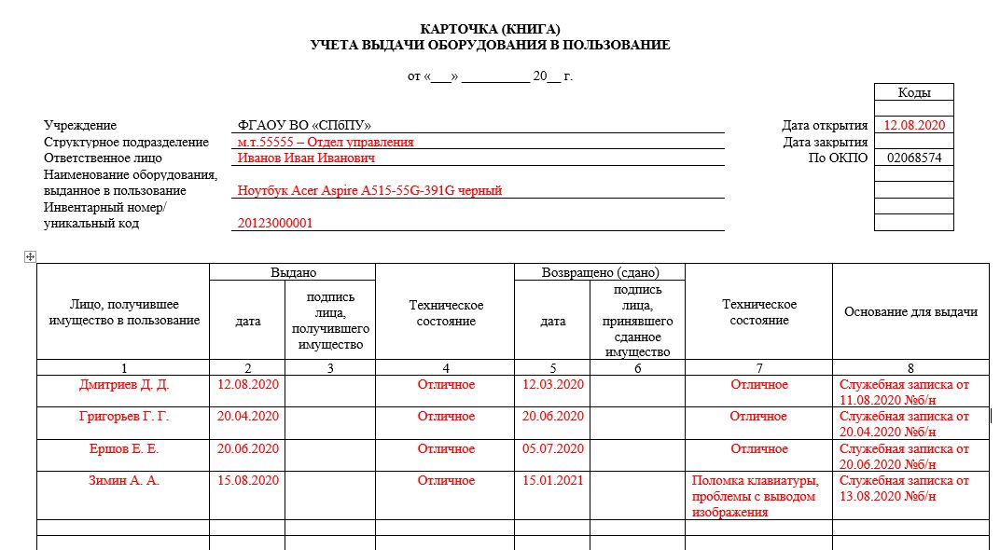 КАРТОЧКА (КНИГА)
УЧЕТА ВЫДАЧИ ОБОРУДОВАНИЯ В ПОЛЬЗОВАНИЕ
от «___» __________ 20__ г.
Коды
Учреждение ФГАОУ ВО «СПбПУ» Дата открытия 12.08.2020
Структурное подразделение м.т.55555 – Отдел управления Дата закрытия
Ответственное лицо Иванов Иван Иванович По ОКПО 02068574
Наименование оборудования,
выданное в пользование Ноутбук Acer Aspire A515-55G-391G черный
Инвентарный номер/
уникальный код 20123000001
Лицо, получившее
имущество в пользование
Выдано
дата
подпись
лица,
получившего
имущество
Техническое
состояние
Возвращено (сдано)
дата
подпись
лица,
принявшего
сданное
имущество
Техническое
состояние
Основание для выдачи
1 2 3 4 5 6 7 8
Дмитриев Д. Д. 12.08.2020 Отличное 12.03.2020 Отличное Служебная записка от
11.08.2020 №б/н
Григорьев Г. Г. 20.04.2020 Отличное 20.06.2020 Отличное Служебная записка от
20.04.2020 №б/н
Ершов Е. Е. 20.06.2020 Отличное 05.07.2020 Отличное Служебная записка от
20.06.2020 №б/н
Зимин А. А. 15.08.2020 Отличное 15.01.2021 Поломка клавиатуры, Служебная записка от
проблемы с выводом 13.08.2020 №б/н
изображения